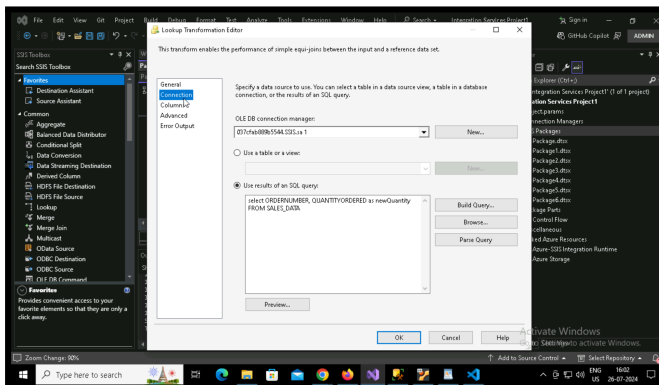 File Edit View Git Project Build Debug Format Test Analyze Tools Extensions Window Help Search Integration Services Project1 Sign in
GitHub Copilot ADMIN
Lookup Transformation Editor
This transform enables the performance of simple equi-joins between the input and a reference data set.
SSIS Toolbox
Search SSIS Toolbox
Favorites
Destination Assistant
Source Assistant
Common
Aggregate
Balanced Data Distributor
Conditional Split
Data Conversion
Data Streaming Destination
Derived Column
HDFS File Destination
HDFS File Source
Lookup
Merge
Merge Join
Multicast
OData Source
ODBC Destination
ODBC Source
OLE DB Command
Favorites
Provides convenient access to your
favorite elements so that they are only a
click away.
General
Connection
Columns
Advanced
Error Output
Specify a data source to use. You can select a table in a data source view, a table in a database
connection, or the results of an SQL query.
OLE DB connection manager:
New...
Use a table or a view:
New...
Use results of an SQL query:
select ORDERNUMBER, QUANTITYORDERED as newQuantity
FROM SALES_DATA
Build Query...
Browse...
Parse Query
Preview...
OK Cancel Help
Explorer (Ctrl+;)
ntegration Services Project1' (1 of 1 project)
ation Services Project1
ject.params
nnection Managers
S Packages
Package.dtsx
Package1.dtsx
Package2.dtsx
Package3.dtsx
Package4.dtsx
Package5.dtsx
Package6.dtsx
kage Parts
Control Flow
cellaneous
ked Azure Resources
Azure-SSIS Integration Runtime
Azure Storage
Activate Windows
Go to Settings to activate Windows.
Zoom Change: 90% Add to Source Control Select Repository
Type here to search
ENG
US
16:02
26-07-2024